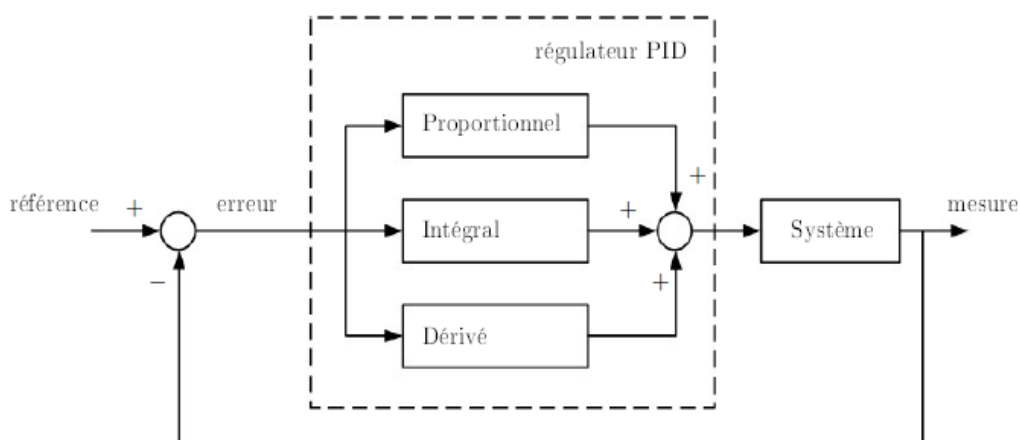 régulateur PID
Proportionnel
+
référence
+
erreur
Intégral
+
Système
mesure
−
+
Dérivé